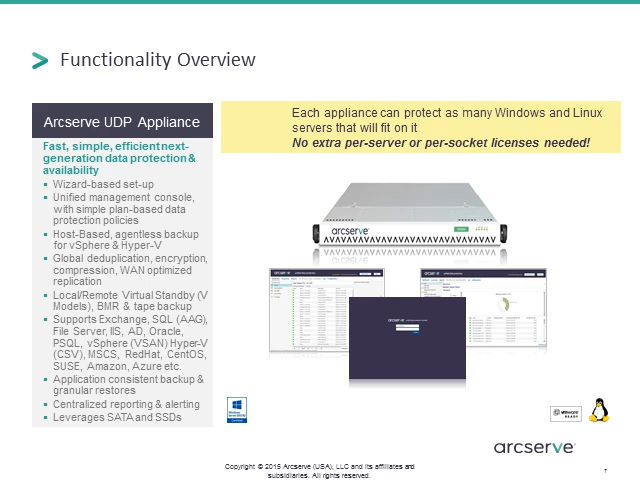 Functionality Overview
Arcserve UDP Appliance
Fast, simple, efficient next-
generation data protection &
availability
Wizard-based set-up
Unified management console,
with simple plan-based data
protection policies
Host-Based, agentless backup
for vSphere & Hyper-V
Global deduplication, encryption,
compression, WAN optimized
replication
Local/Remote Virtual Standby (V
Models), BMR & tape backup
Supports Exchange, SQL (AAG),
File Server, IIS, AD, Oracle,
PSQL, vSphere (VSAN) Hyper-V
(CSV), MSCS, RedHat, CentOS,
SUSE, Amazon, Azure etc.
Application consistent backup &
granular restores
Centralized reporting & alerting
Leverages SATA and SSDs
Each appliance can protect as many Windows and Linux
servers that will fit on it
No extra per-server or per-socket licenses needed!
arcserve
vmware
READY
arcserve
Copyright © 2015 Arcserve (USA), LLC and its affiliates and
subsidiaries. All rights reserved.
7